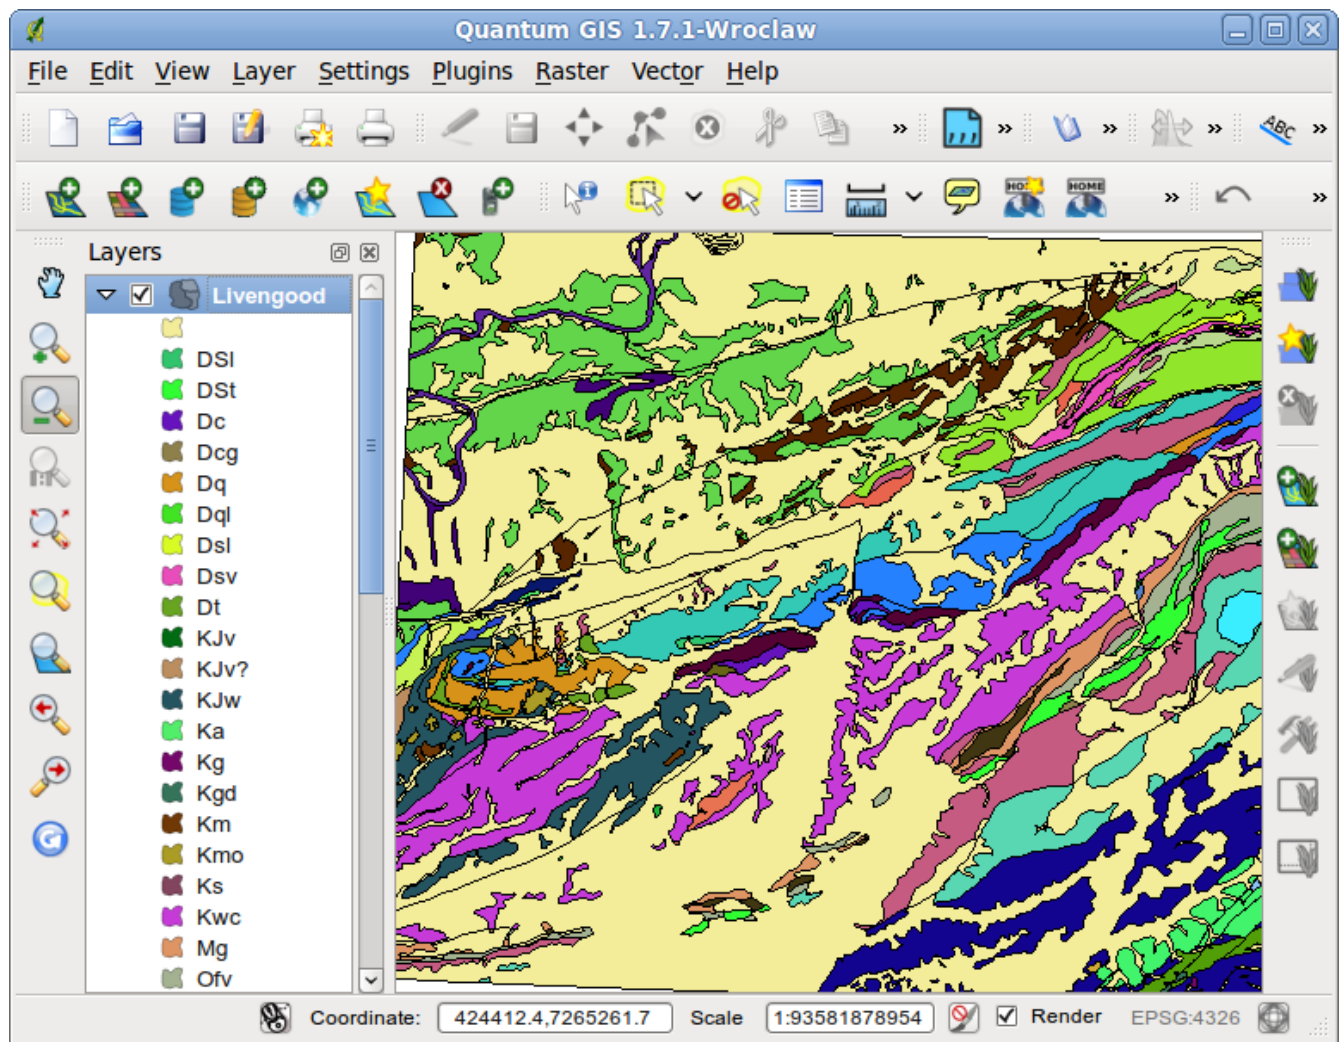 Quantum GIS 1.7.1-Wroclaw
File Edit View Layer Settings Plugins Raster Vector Help
ABC
HOME
Layers
Livengood
DSl
DSt
Dc
Dcg
Dq
Dql
Dsl
Dsv
Dt
KJv
KJv?
KJw
Ka
Kg
Kgd
Km
Kmo
Ks
Kwc
Mg
Ofv
Coordinate: 424412.4,7265261.7 Scale 1:93581878954 Render EPSG:4326